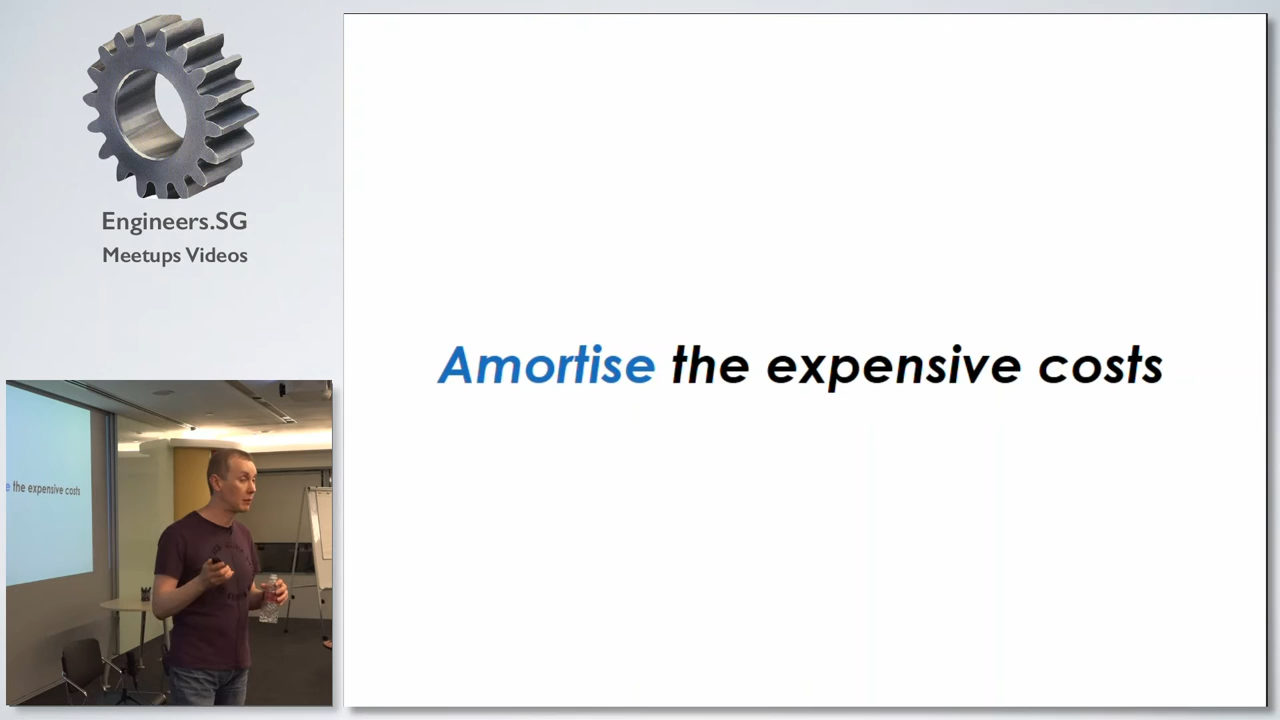 Engineers.SG
Meetups Videos
Amortise the expensive costs
the expensive costs